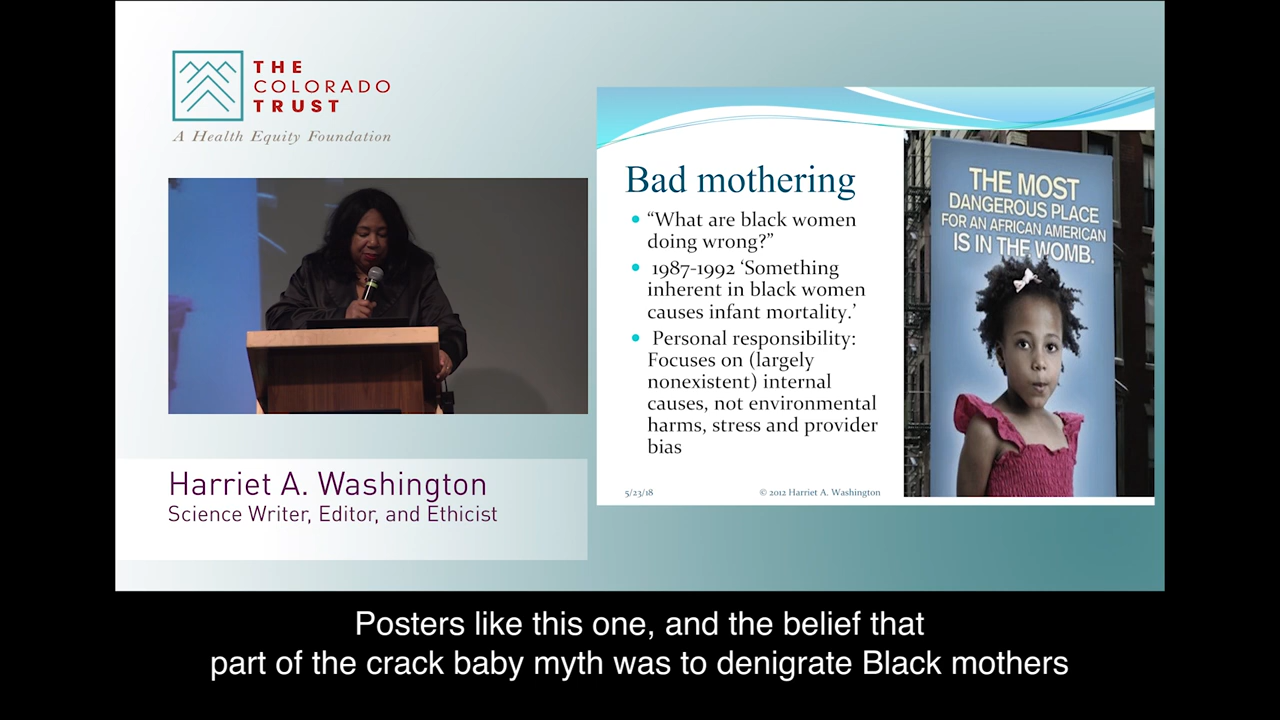 THE
COLORADO
TRUST
A Health Equity Foundation
Harriet A. Washington
Science Writer, Editor, and Ethicist
Bad mothering
“What are black women
doing wrong?”
1987-1992 ‘Something
inherent in black women
causes infant mortality.’
Personal responsibility:
Focuses on (largely
nonexistent) internal
causes, not environmental
harms, stress and provider
bias
5/23/18
© 2012 Harriet A. Washington
THE MOST
DANGEROUS PLACE
FOR AN AFRICAN AMERICAN
IS IN THE WOMB.
Posters like this one, and the belief that
part of the crack baby myth was to denigrate Black mothers